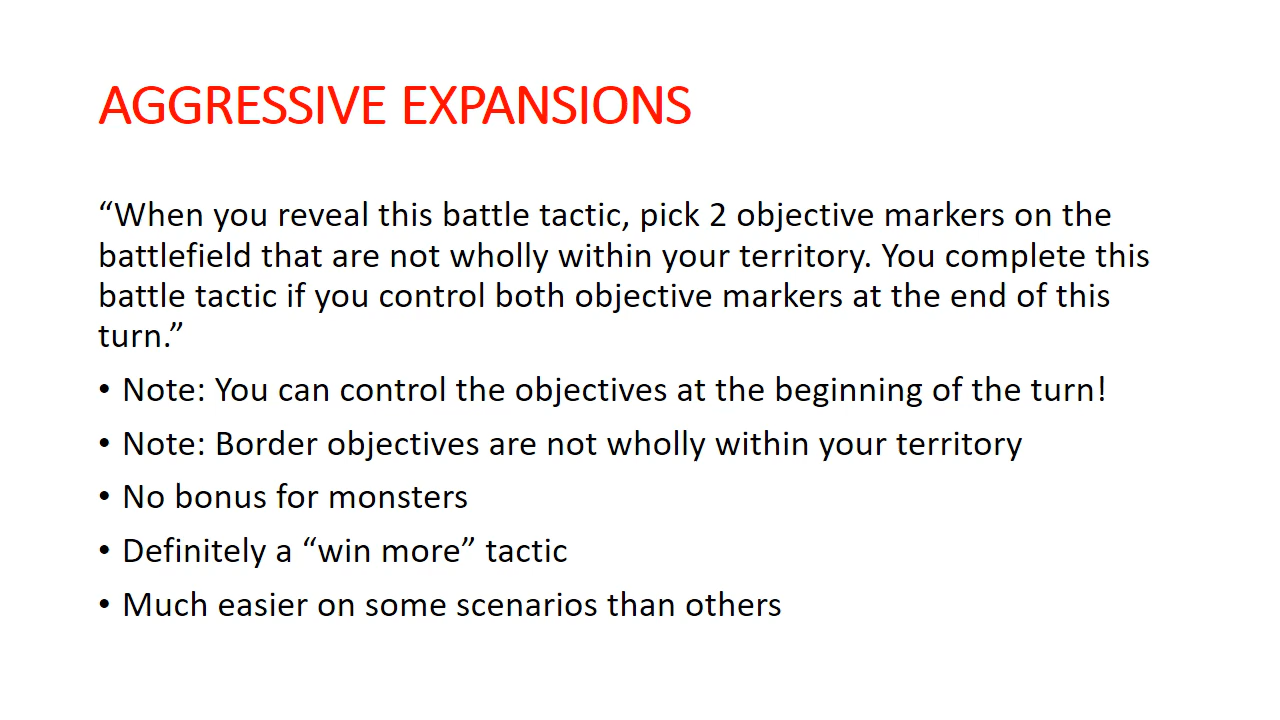 AGGRESSIVE EXPANSIONS
“When you reveal this battle tactic, pick 2 objective markers on the
battlefield that are not wholly within your territory. You complete this
battle tactic if you control both objective markers at the end of this
turn.”
• Note: You can control the objectives at the beginning of the turn!
• Note: Border objectives are not wholly within your territory
• No bonus for monsters
• Definitely a “win more” tactic
• Much easier on some scenarios than others